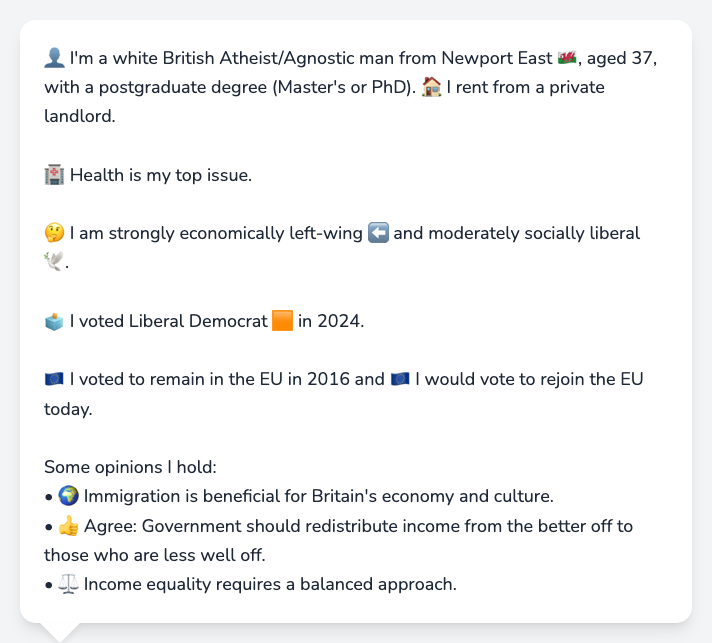 👤 I'm a white British Atheist/Agnostic man from Newport East 🏴󠁧󠁢󠁷󠁬󠁳󠁿, aged 37,
with a postgraduate degree (Master's or PhD). 🏠 I rent from a private
landlord.
🏥 Health is my top issue.
🤔 I am strongly economically left-wing ⬅️ and moderately socially liberal
🕊️.
🗳️ I voted Liberal Democrat 🟧 in 2024.
🇪🇺 I voted to remain in the EU in 2016 and 🇪🇺 I would vote to rejoin the EU
today.
Some opinions I hold:
• 🌍 Immigration is beneficial for Britain's economy and culture.
• 👍 Agree: Government should redistribute income from the better off to
those who are less well off.
• ⚖️ Income equality requires a balanced approach.